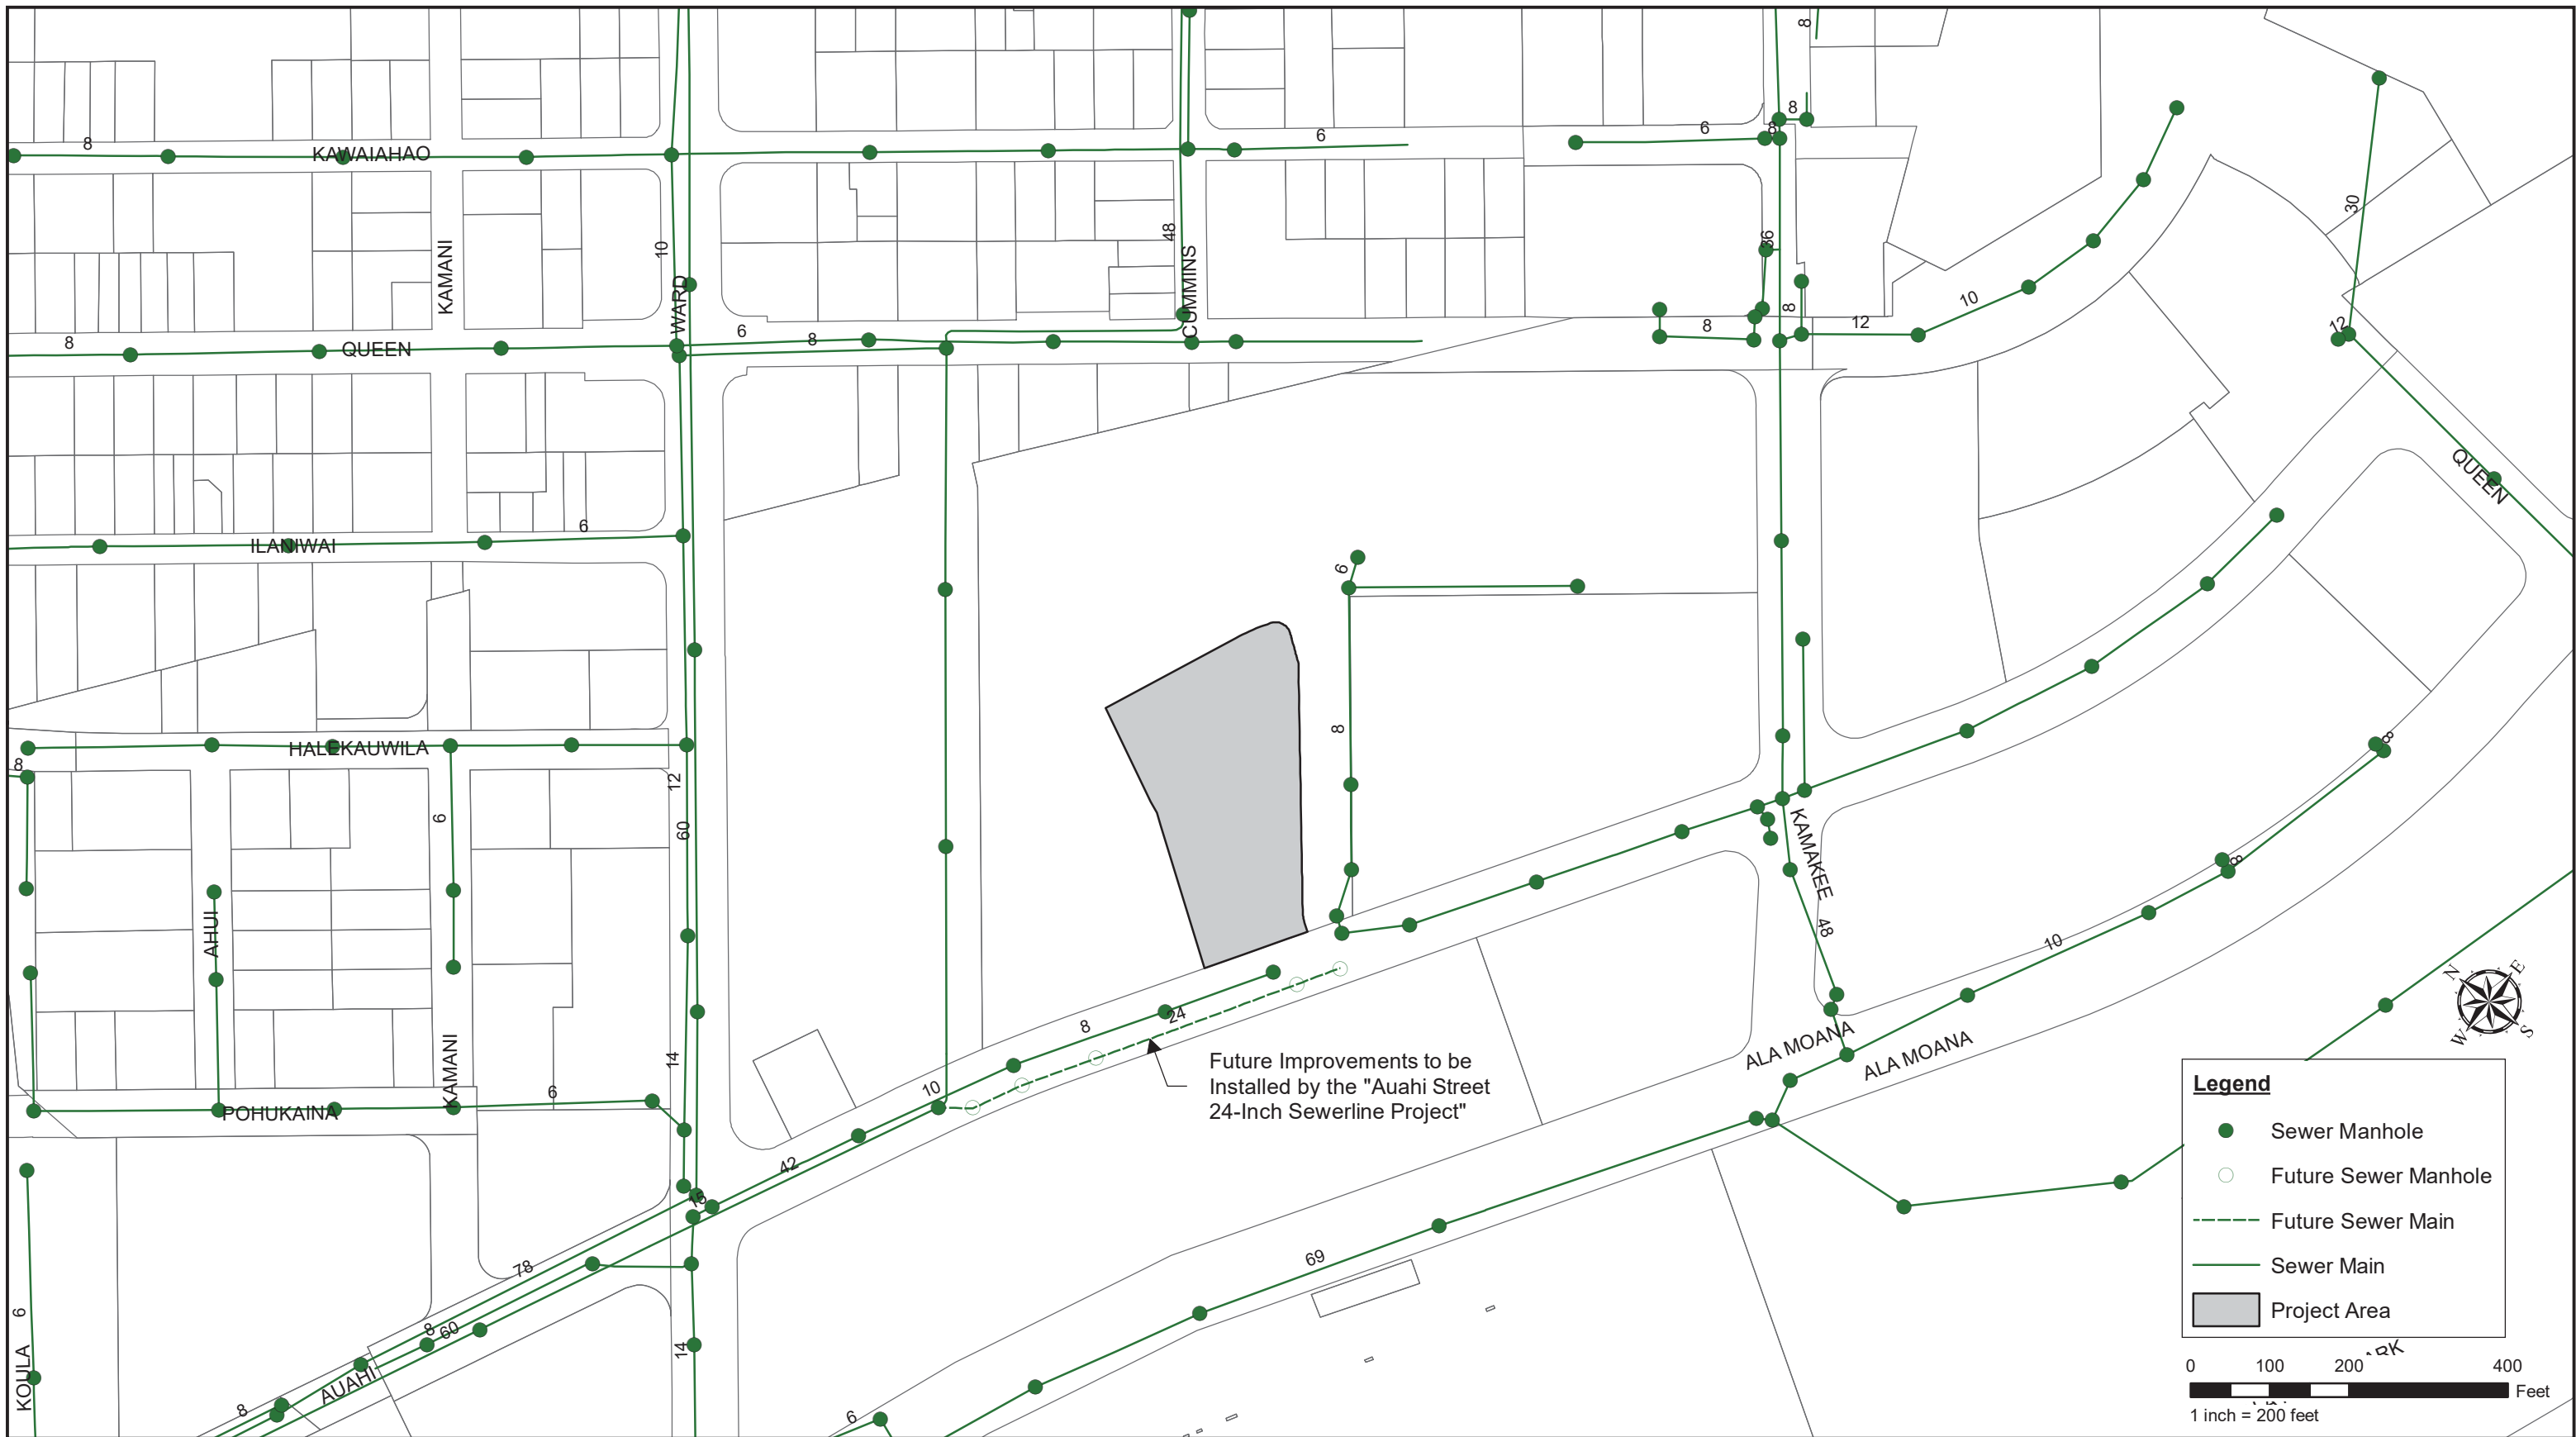 8
8
8
6
6
8
KAWAIAHAO
30
KAMANI
10
WARD
48
CUMMINS
36
8
10
12
12
8
QUEEN
6
8
8
QUEEN
ILANIWAI
6
6
8
HALEKAUWILA
8
12
60
6
8
AHUI
KAMANI
14
KAMAKEE
48
8
8
10
ALA MOANA
ALA MOANA
POHUKAINA
6
8
24
10
42
15
Future Improvements to be
Installed by the "Auahi Street
24-Inch Sewerline Project"
78
8
60
69
6
KOULA
AUAHI
8
14
6
N
E
W
S
Legend
Sewer Manhole
Future Sewer Manhole
Future Sewer Main
Sewer Main
Project Area
0 100 200 400
Feet
1 inch = 200 feet